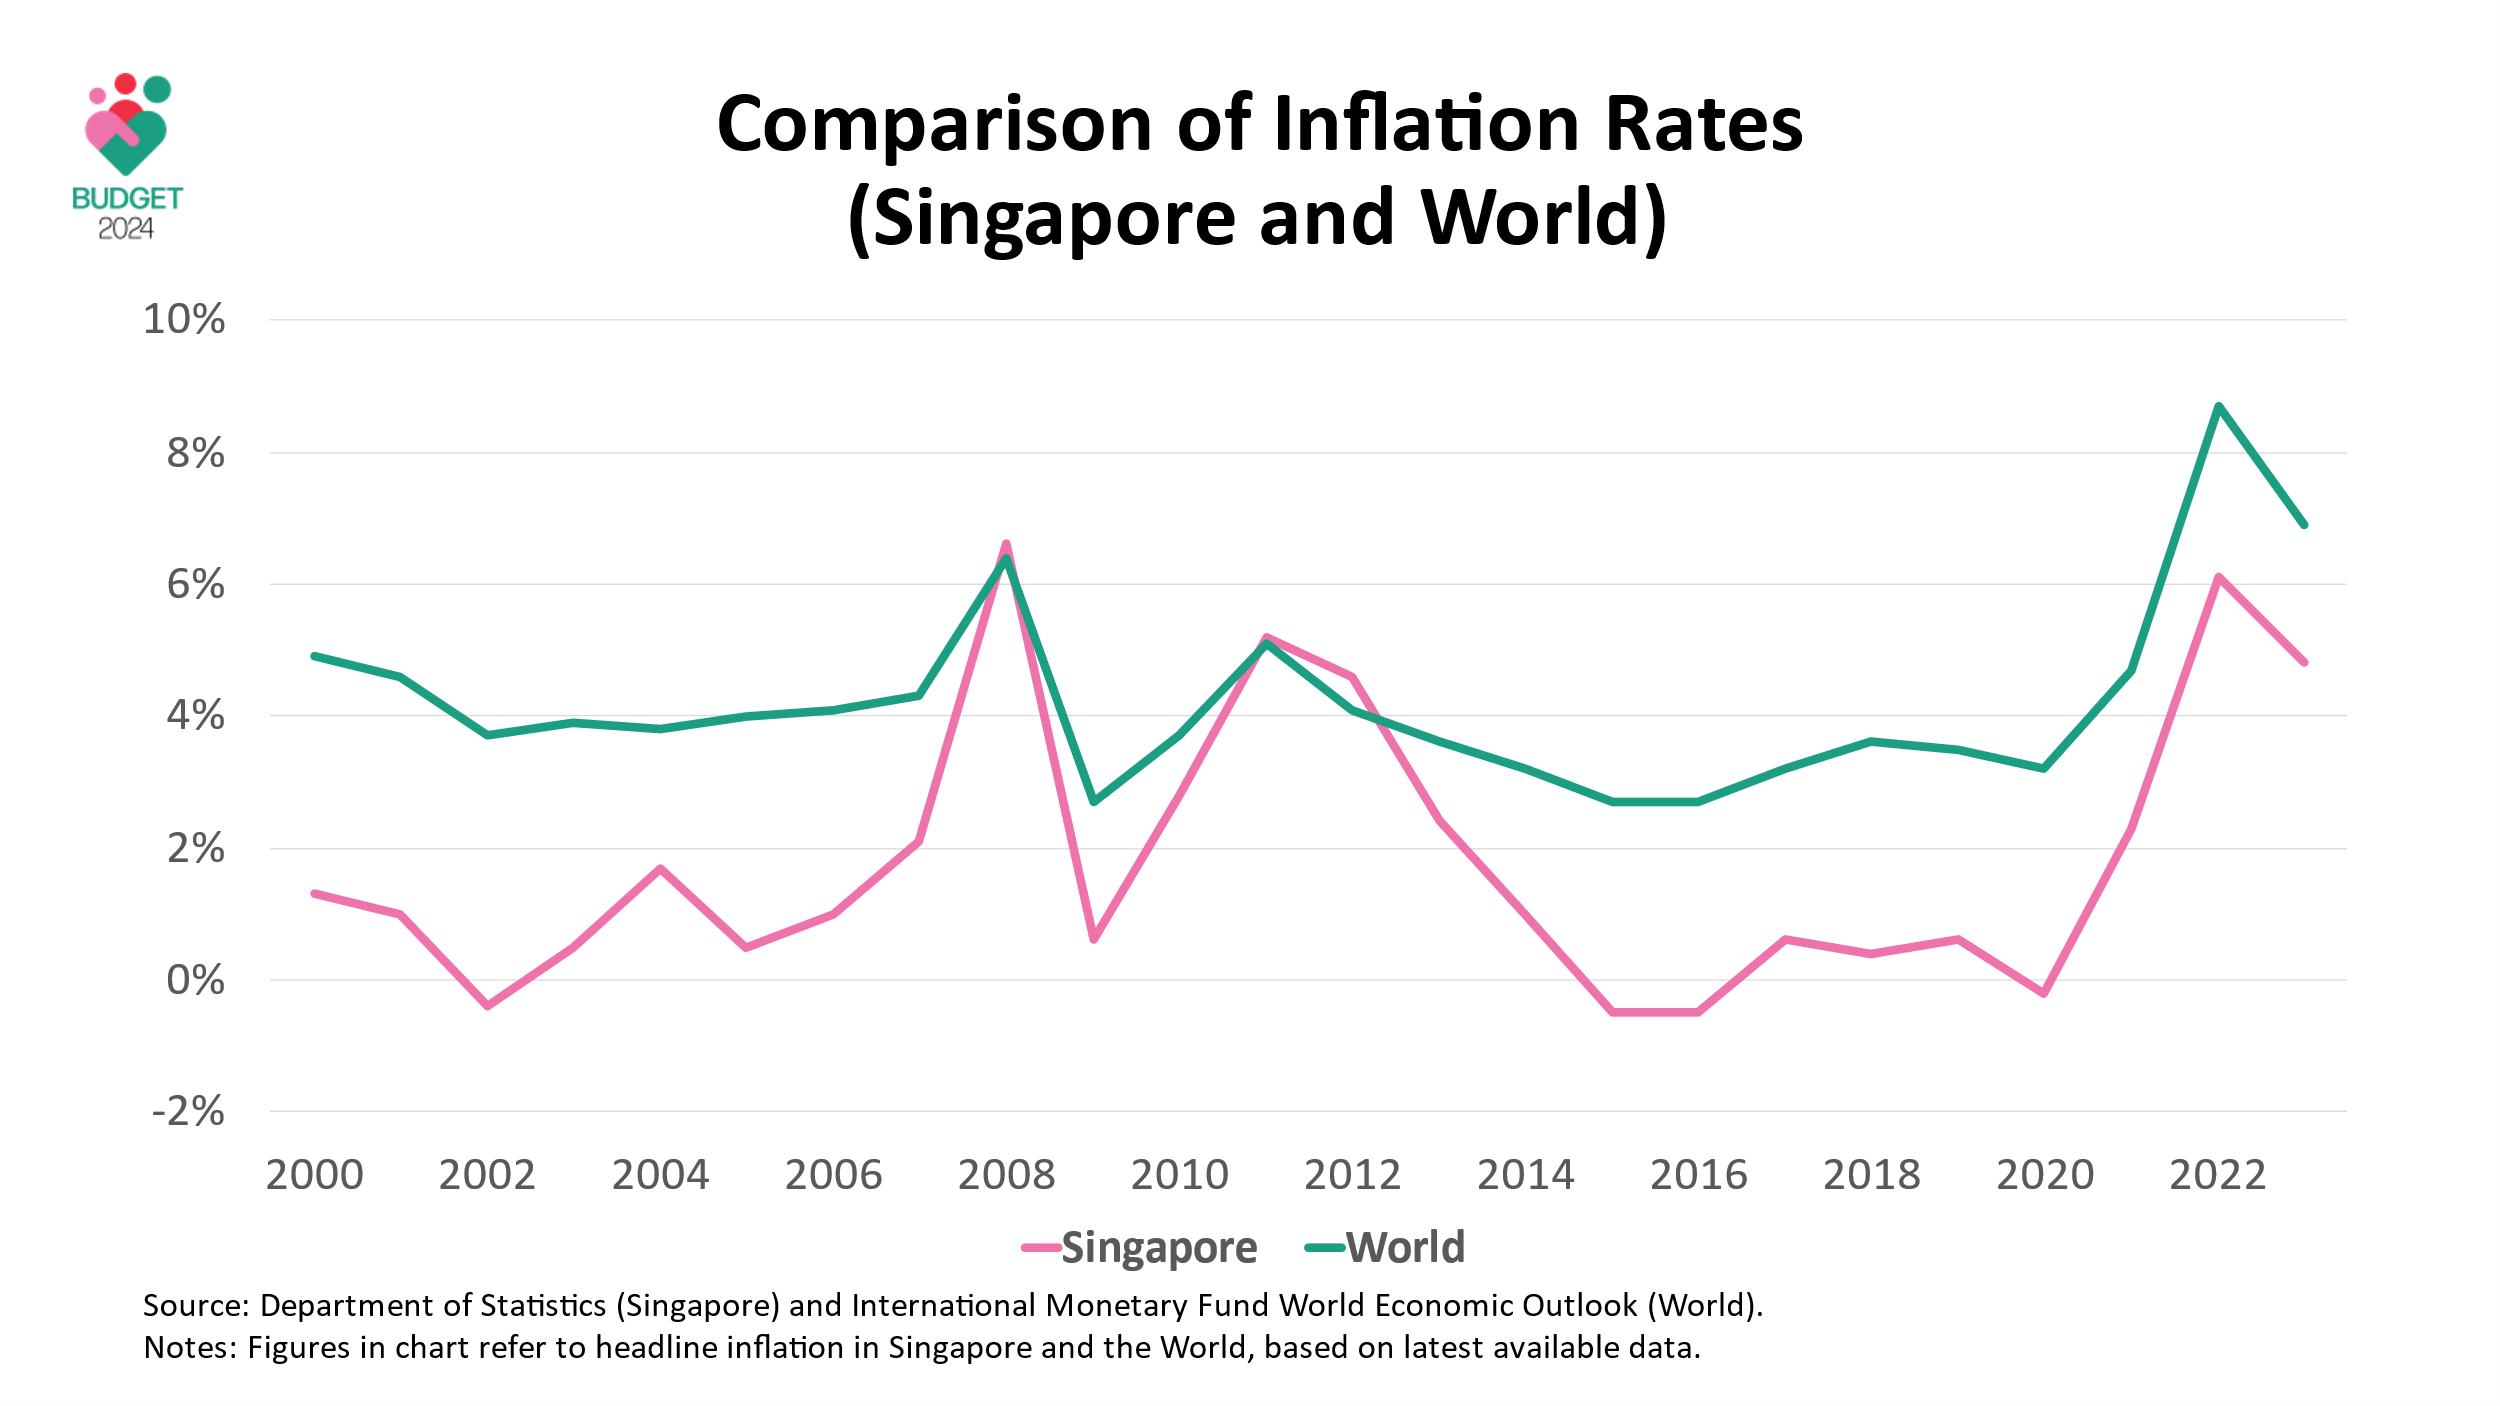 BUDGET
2024
Comparison of Inflation Rates
(Singapore and World)
10%
8%
6%
4%
2%
0%
-2%
2000 2002 2004 2006 2008 2010 2012 2014 2016 2018 2020 2022
Singapore World
Source: Department of Statistics (Singapore) and International Monetary Fund World Economic Outlook (World).
Notes: Figures in chart refer to headline inflation in Singapore and the World, based on latest available data.